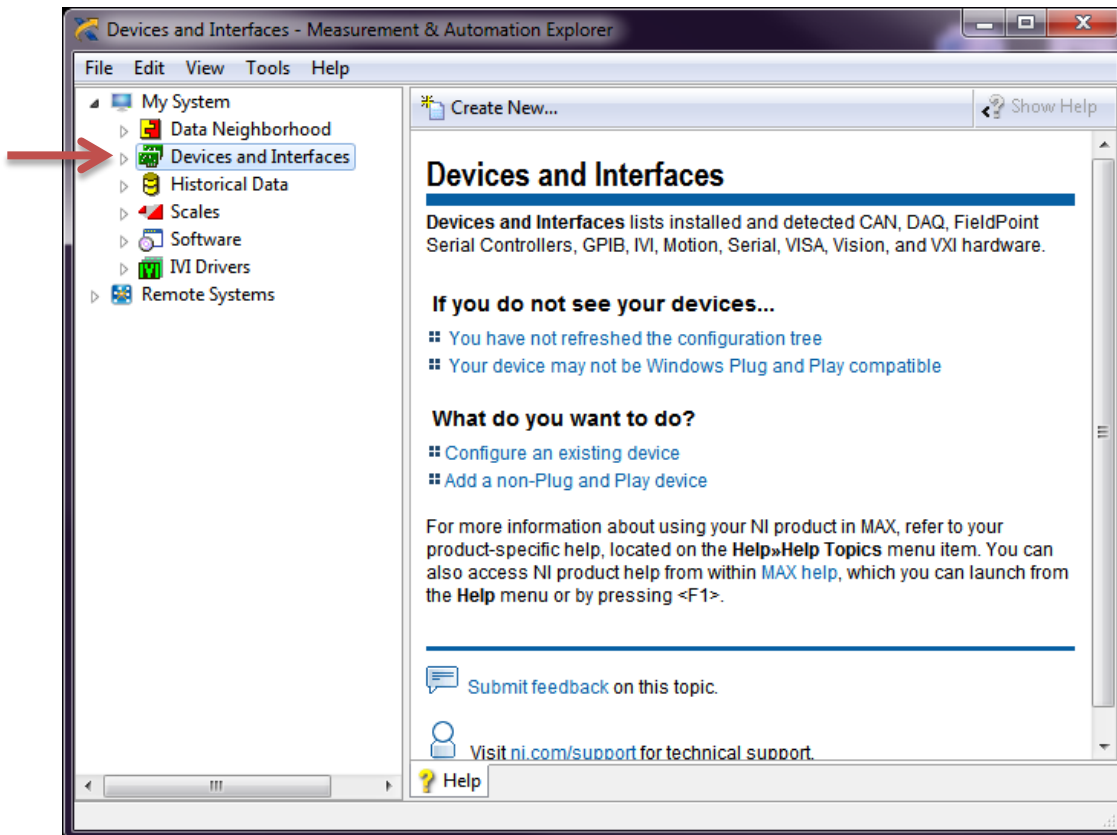 Devices and Interfaces - Measurement & Automation Explorer
File Edit View Tools Help
My System
Data Neighborhood
Devices and Interfaces
Historical Data
Scales
Software
IVI Drivers
Remote Systems
Create New...
Show Help
Devices and Interfaces
Devices and Interfaces lists installed and detected CAN, DAQ, FieldPoint
Serial Controllers, GPIB, IVI, Motion, Serial, VISA, Vision, and VXI hardware.
If you do not see your devices...
You have not refreshed the configuration tree
Your device may not be Windows Plug and Play compatible
What do you want to do?
Configure an existing device
Add a non-Plug and Play device
For more information about using your NI product in MAX, refer to your
product-specific help, located on the Help»Help Topics menu item. You can
also access NI product help from within MAX help, which you can launch from
the Help menu or by pressing <F1>.
Submit feedback on this topic.
Visit ni.com/support for technical support.
Help